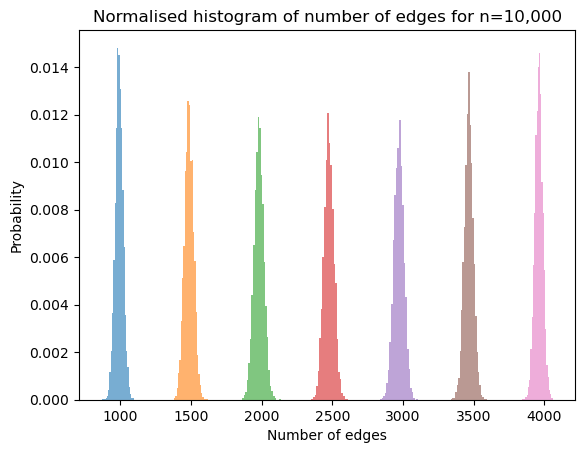 Normalised histogram of number of edges for n=10,000
Probability
0.014
0.012
0.010
0.008
0.006
0.004
0.002
0.000
1000 1500 2000 2500 3000 3500 4000
Number of edges